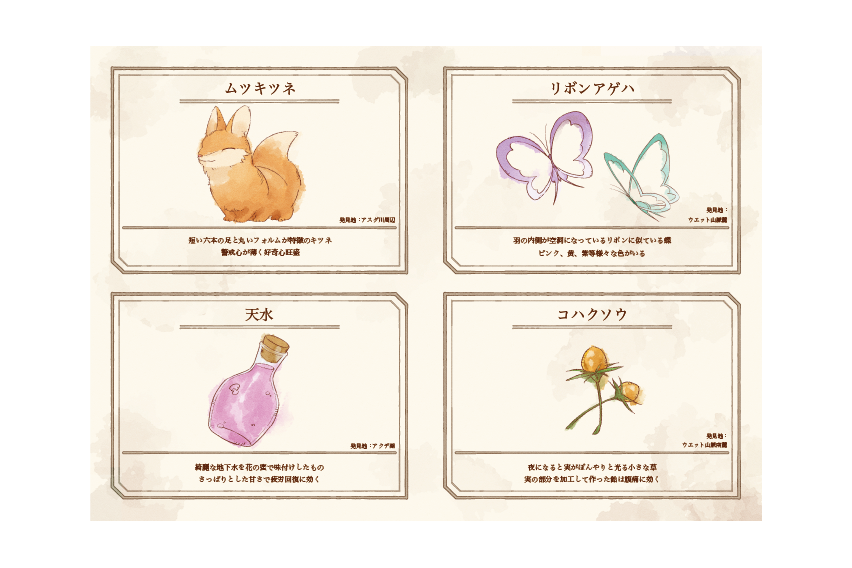 ムツキツネ
発見地：アスダ川周辺
短い六本の足と丸いフォルムが特徴のキツネ
警戒心が薄く好奇心旺盛
リボンアゲハ
発見地：
ウエット山脈麓
羽の内側が空洞になっているリボンに似ている蝶
ピンク、黄、紫等様々な色がいる
天水
発見地：アクデ湖
綺麗な地下水を花の蜜で味付けしたもの
さっぱりとした甘さで疲労回復に効く
コハクソウ
発見地：
ウエット山脈南麓
夜になると実がぼんやりと光る小さな草
実の部分を加工して作った飴は腹痛に効く